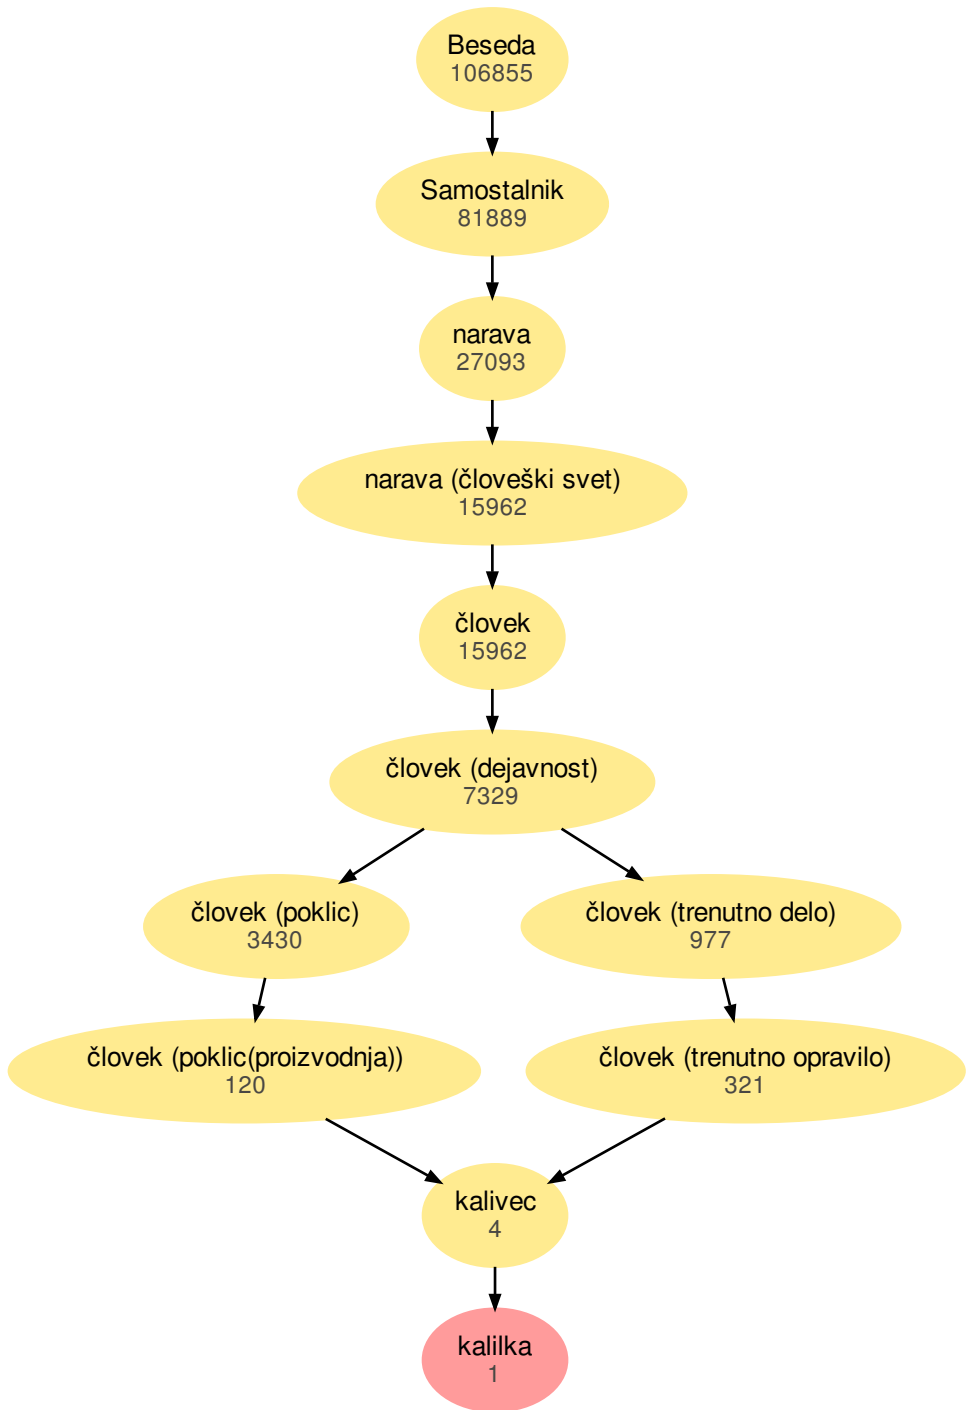 Beseda
106855
Samostalnik
81889
narava
27093
narava (človeški svet)
15962
človek
15962
človek (dejavnost)
7329
človek (poklic)
3430
človek (trenutno delo)
977
človek (poklic(proizvodnja))
120
človek (trenutno opravilo)
321
kalivec
4
kalilka
1